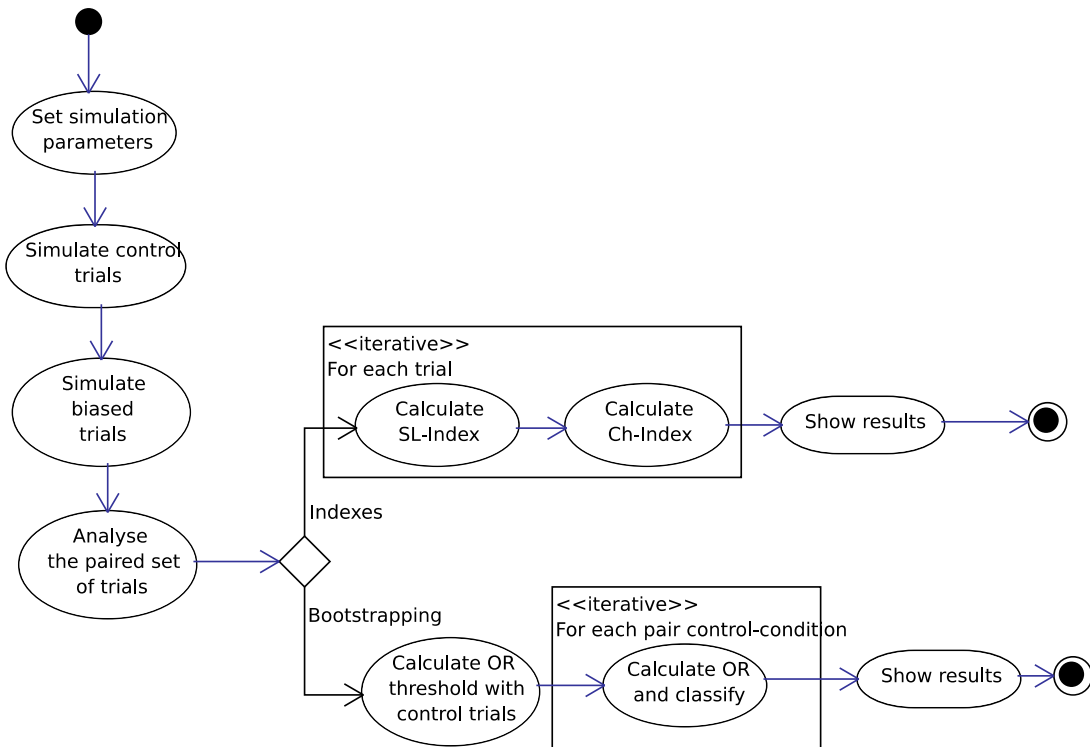 Set simulation
parameters
Simulate control
trials
Simulate
biased
trials
Analyse
the paired set
of trials
Indexes
Bootstrapping
<<iterative>>
For each trial
Calculate
SL-Index
Calculate
Ch-Index
Show results
Calculate OR
threshold with
control trials
<<iterative>>
For each pair control-condition
Calculate OR
and classify
Show results